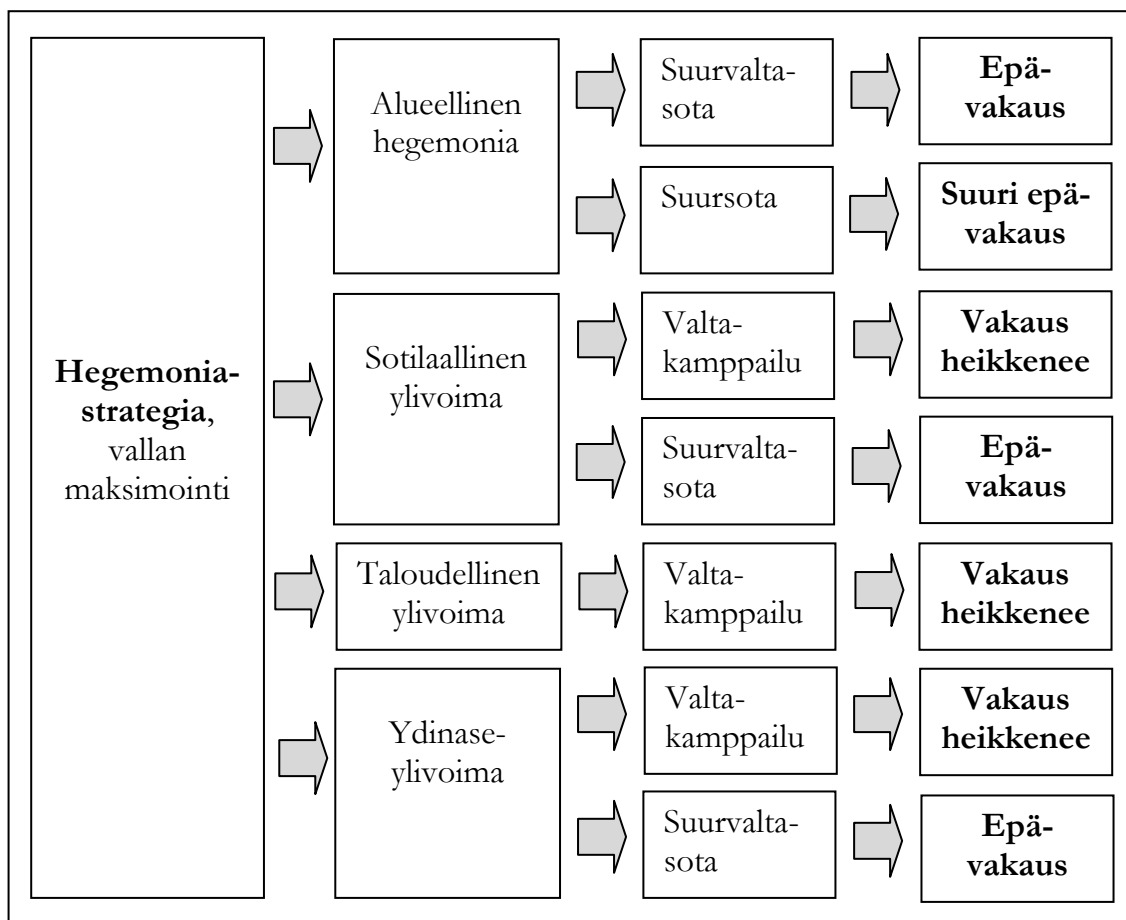 Hegemonia-
strategia,
vallan
maksimointi
Alueellinen
hegemonia
Suurvalta-
sota
Epä-
vakaus
Suursota
Suuri epä-
vakaus
Sotilaallinen
ylivoima
Valta-
kamppailu
Vakaus
heikkenee
Suurvalta-
sota
Epä-
vakaus
Taloudellinen
ylivoima
Valta-
kamppailu
Vakaus
heikkenee
Ydinase-
ylivoima
Valta-
kamppailu
Vakaus
heikkenee
Suurvalta-
sota
Epä-
vakaus